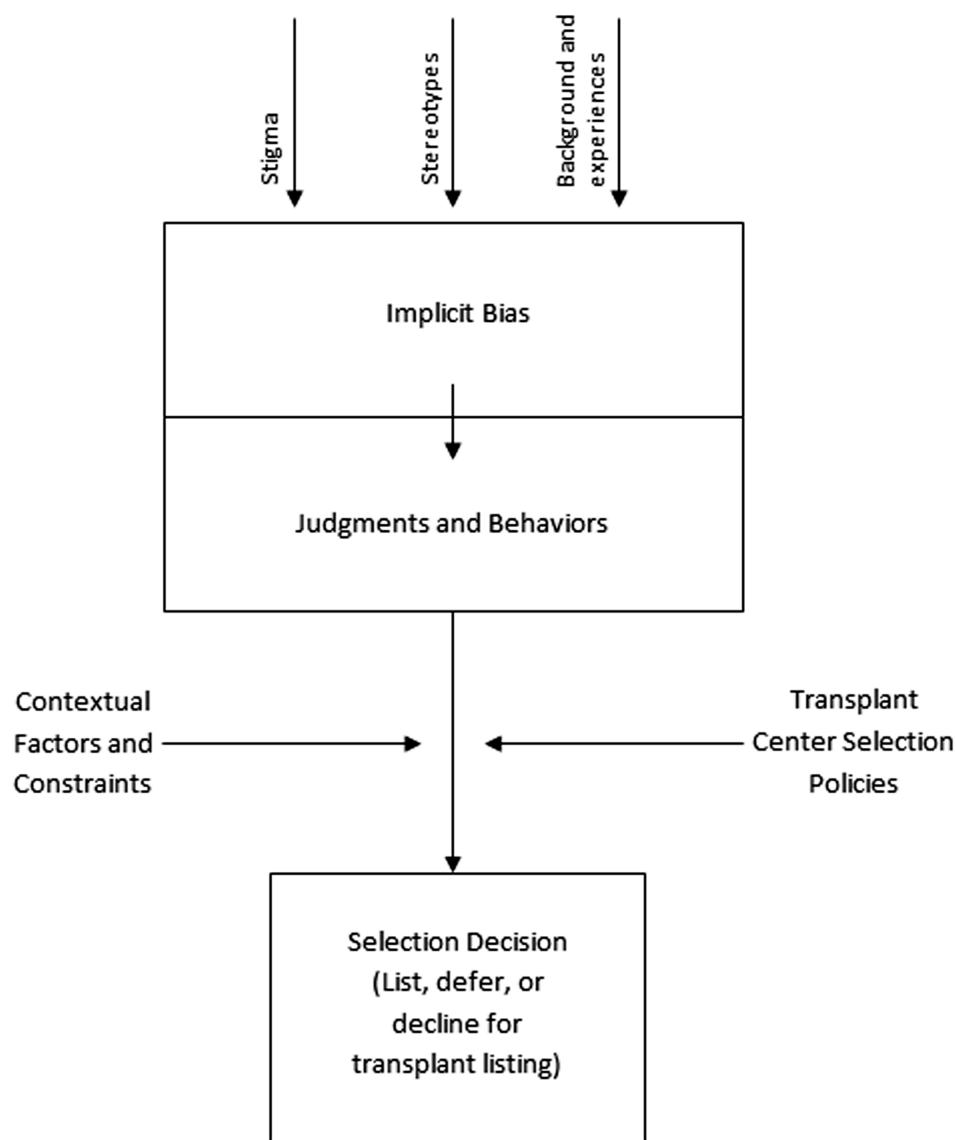 Stigma
Stereotypes
Background and
experiences
Implicit Bias
Judgments and Behaviors
Contextual
Factors and
Constraints
Transplant
Center Selection
Policies
Selection Decision
(List, defer, or
decline for
transplant listing)